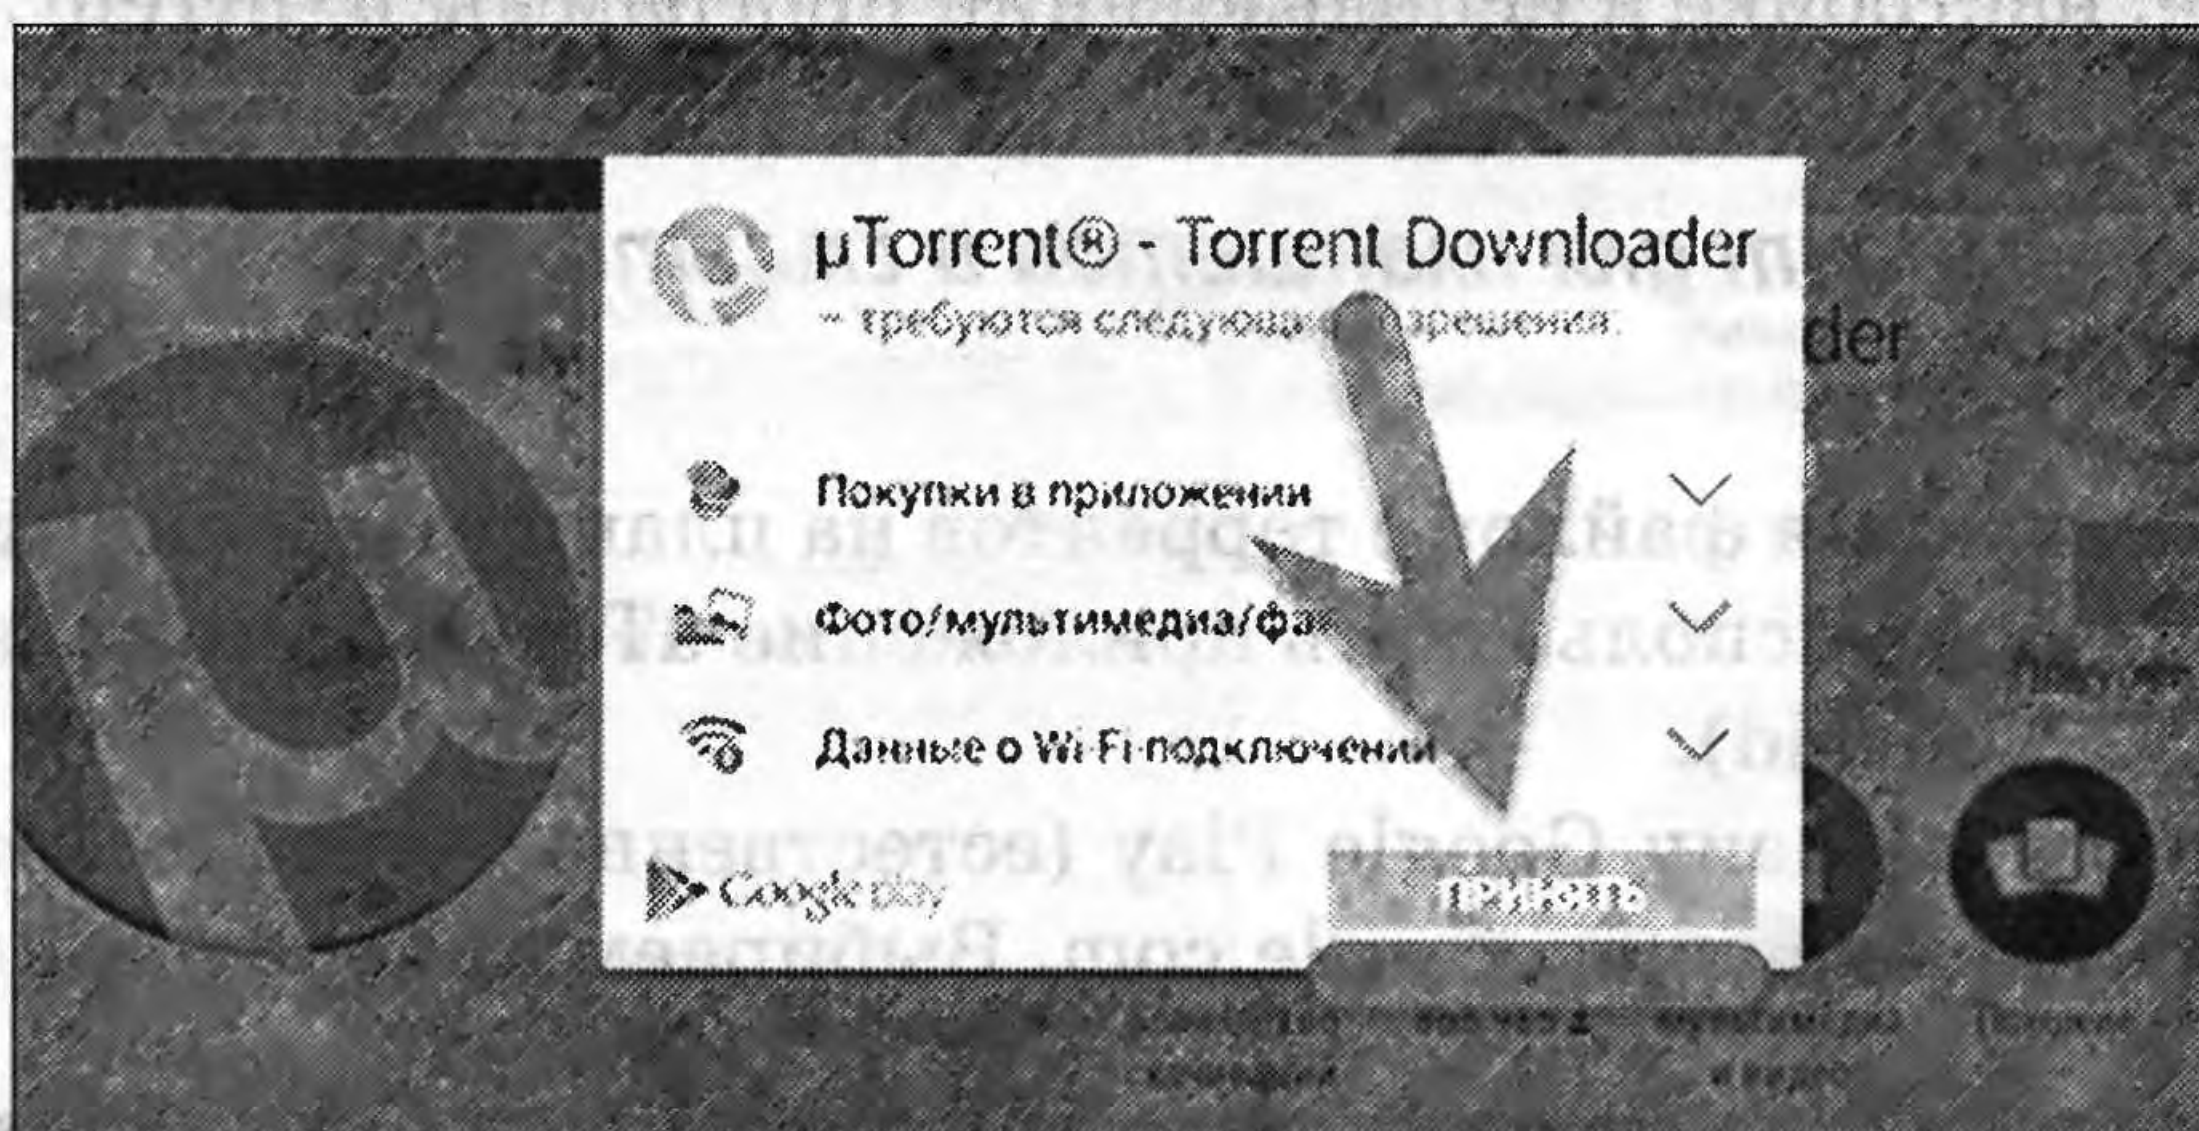 µTorrent® - Torrent Downloader
– требуются следующие разрешения:
der
Покупки в приложении
Фото/мультимедиа/фа
Данные о Wi-Fi-подключении
Google play
ПРИНЯТЬ